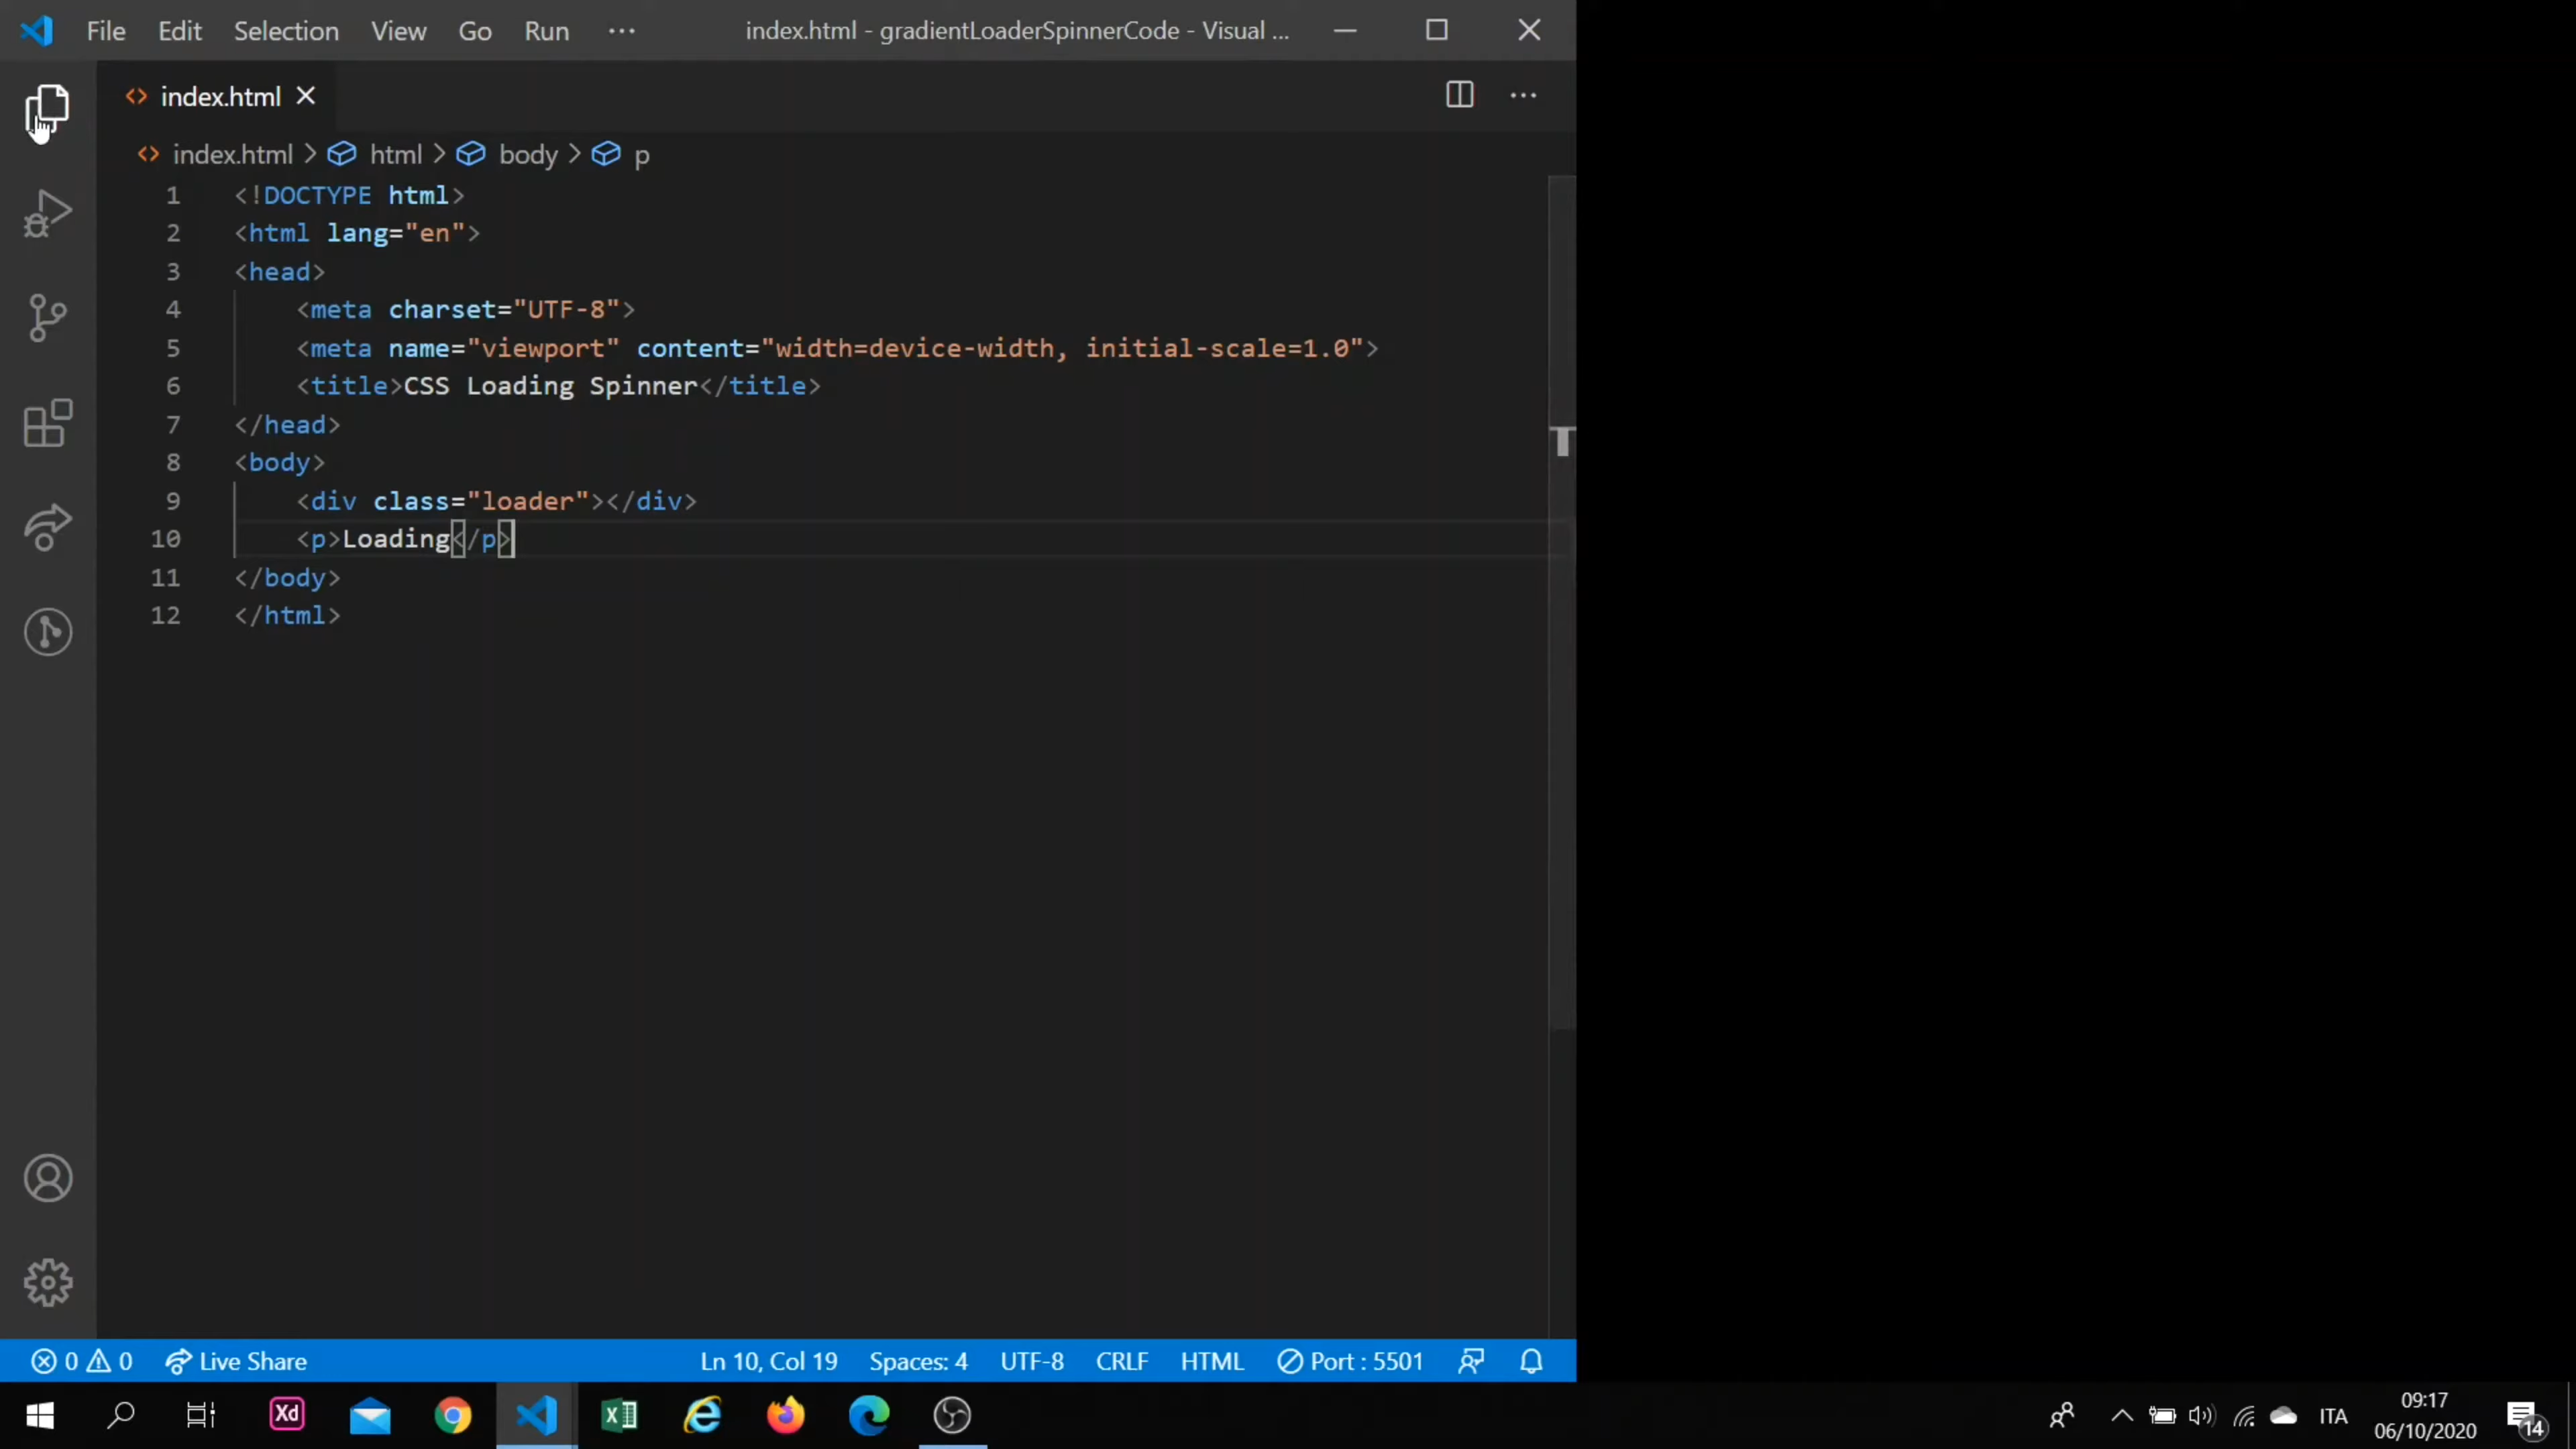 File Edit Selection View Go Run ··· index.html - gradientLoaderSpinnerCode - Visual ...
index.html
index.html > html > body > p
1 <!DOCTYPE html>
2 <html lang="en">
3 <head>
4     <meta charset="UTF-8">
5     <meta name="viewport" content="width=device-width, initial-scale=1.0">
6     <title>CSS Loading Spinner</title>
7 </head>
8 <body>
9     <div class="loader"></div>
10     <p>Loading</p>
11 </body>
12 </html>
0 0 Live Share Ln 10, Col 19 Spaces: 4 UTF-8 CRLF HTML Port : 5501
Xd ITA 09:17
06/10/2020 14